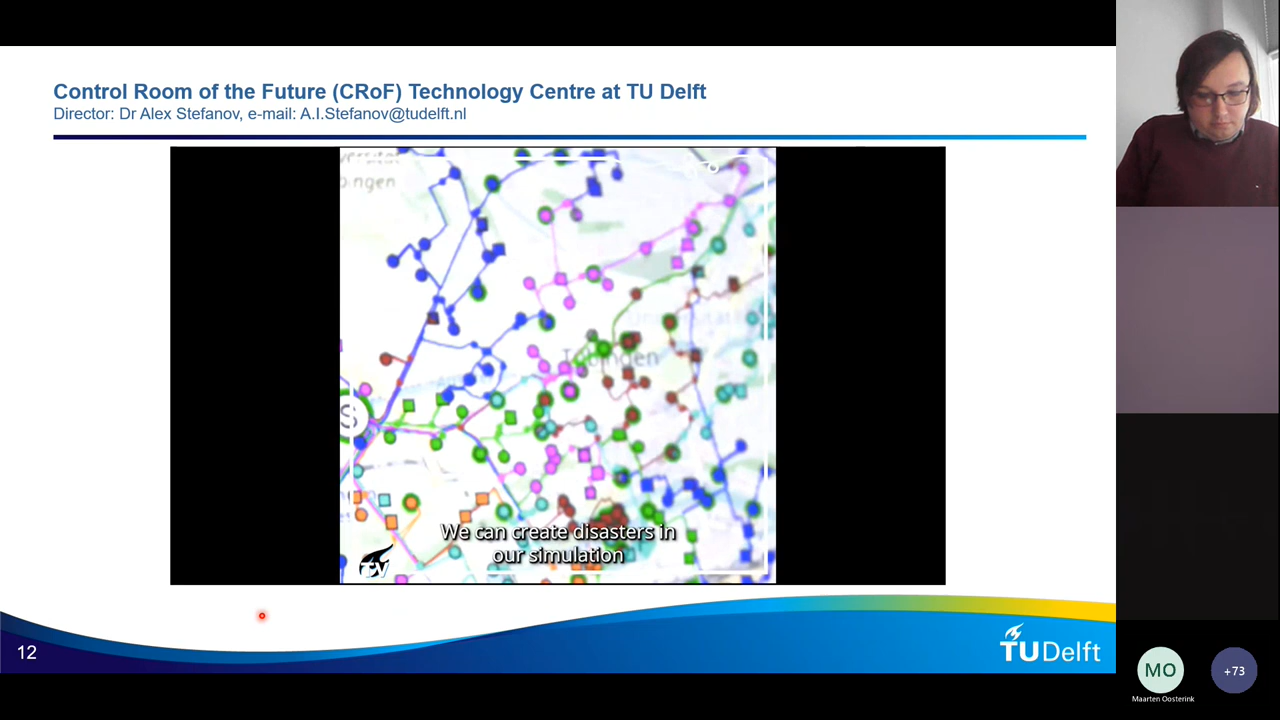 Control Room of the Future (CRoF) Technology Centre at TU Delft
Director: Dr Alex Stefanov, e-mail: A.I.Stefanov@tudelft.nl
Tübingen
S
We can create disasters in
our simulation
12
TUDelft
MO
+73
Maarten Oosterink